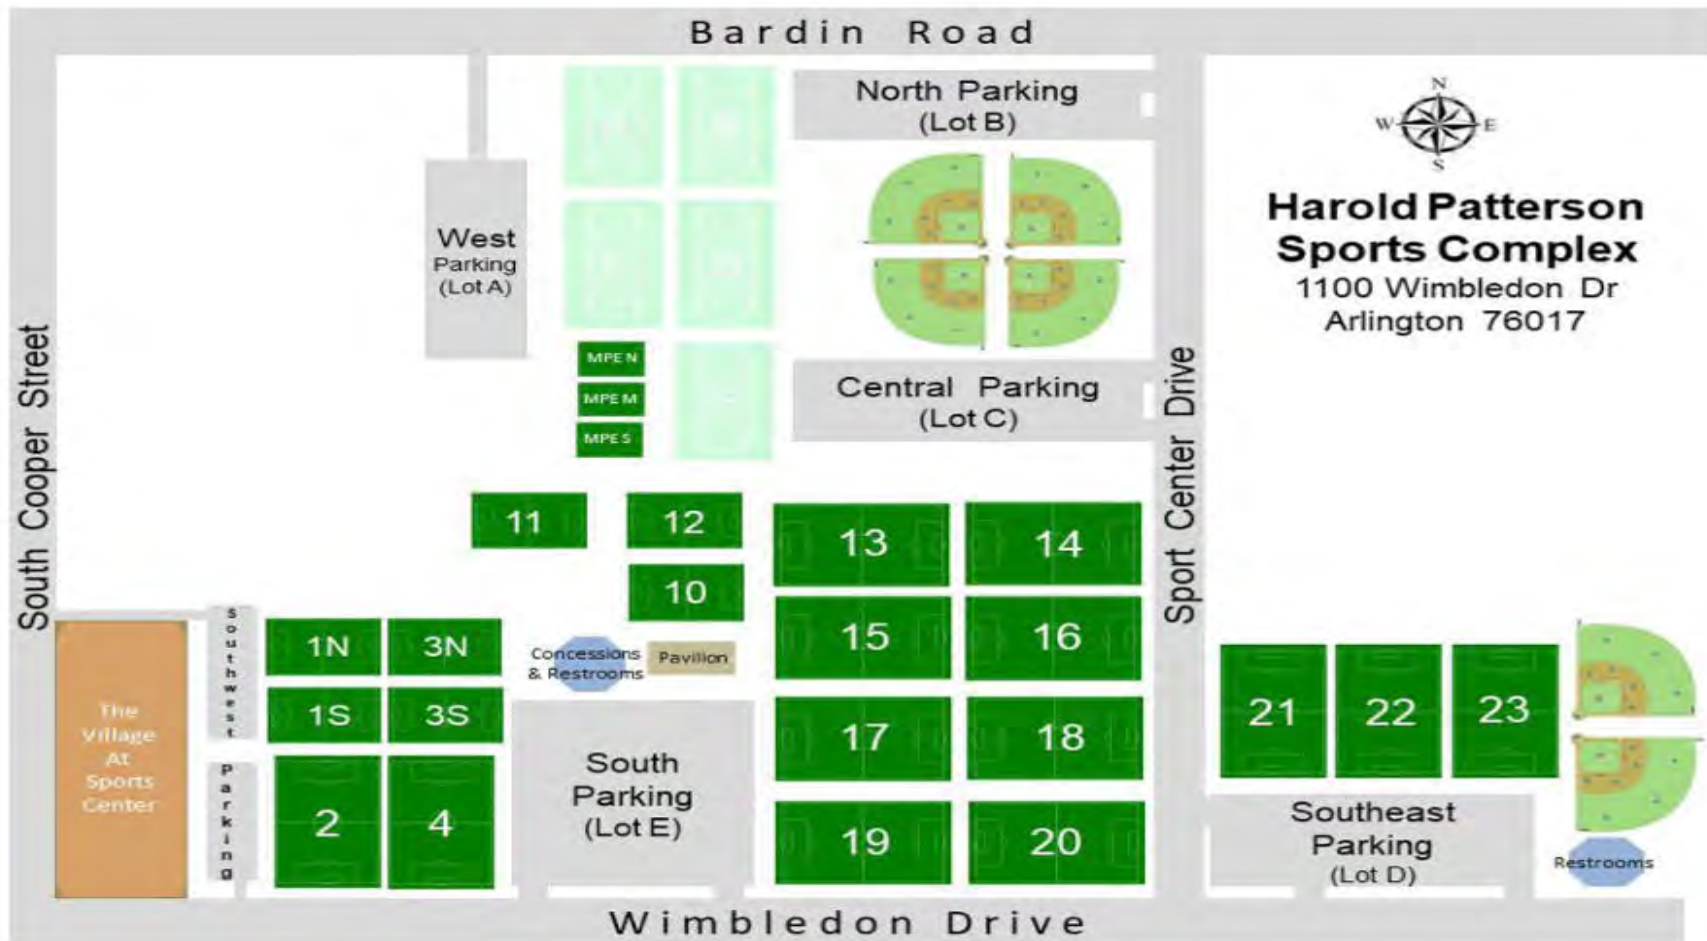 Bardin Road
North Parking
(Lot B)
N
W E
S
Harold Patterson
Sports Complex
1100 Wimbledon Dr
Arlington 76017
West
Parking
(Lot A)
MPE N
MPE M
MPE S
Central Parking
(Lot C)
South Cooper Street
Sport Center Drive
11
12
13
14
10
15
16
1N
3N
1S
3S
Concessions
& Restrooms
Pavilion
Southwest
Parking
The
Village
At
Sports
Center
2
4
South
Parking
(Lot E)
17
18
19
20
21
22
23
Southeast
Parking
(Lot D)
Restrooms
Wimbledon Drive